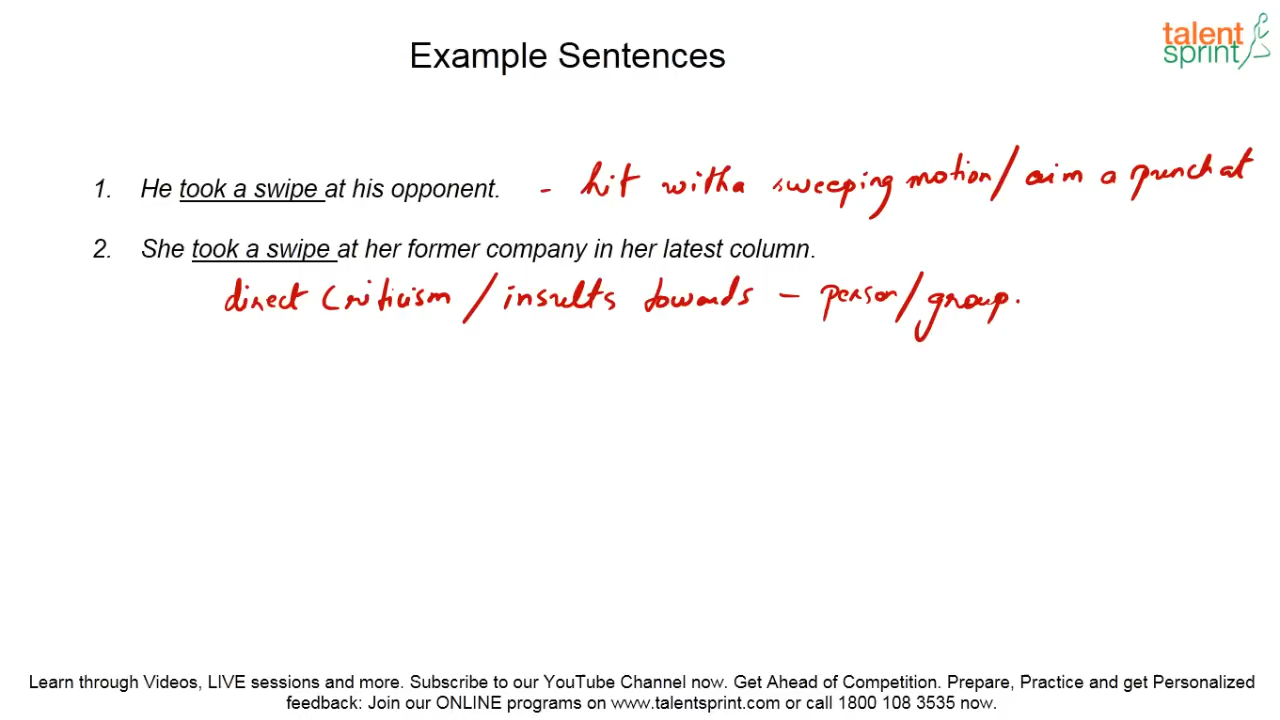 talent
sprint
Example Sentences
1. He took a swipe at his opponent. - hit with a sweeping motion/aim a punch at
2. She took a swipe at her former company in her latest column.
direct criticism/insults towards - person/group.
Learn through Videos, LIVE sessions and more. Subscribe to our YouTube Channel now. Get Ahead of Competition. Prepare, Practice and get Personalized
feedback: Join our ONLINE programs on www.talentsprint.com or call 1800 108 3535 now.